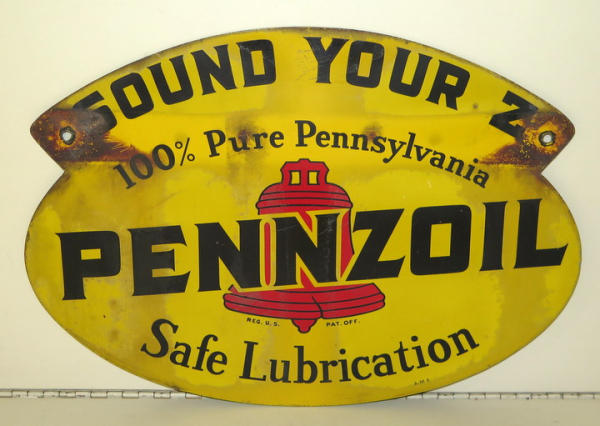 SOUND YOUR Z
100% Pure Pennsylvania
PENNZOIL
REG. U.S. PAT. OFF.
Safe Lubrication